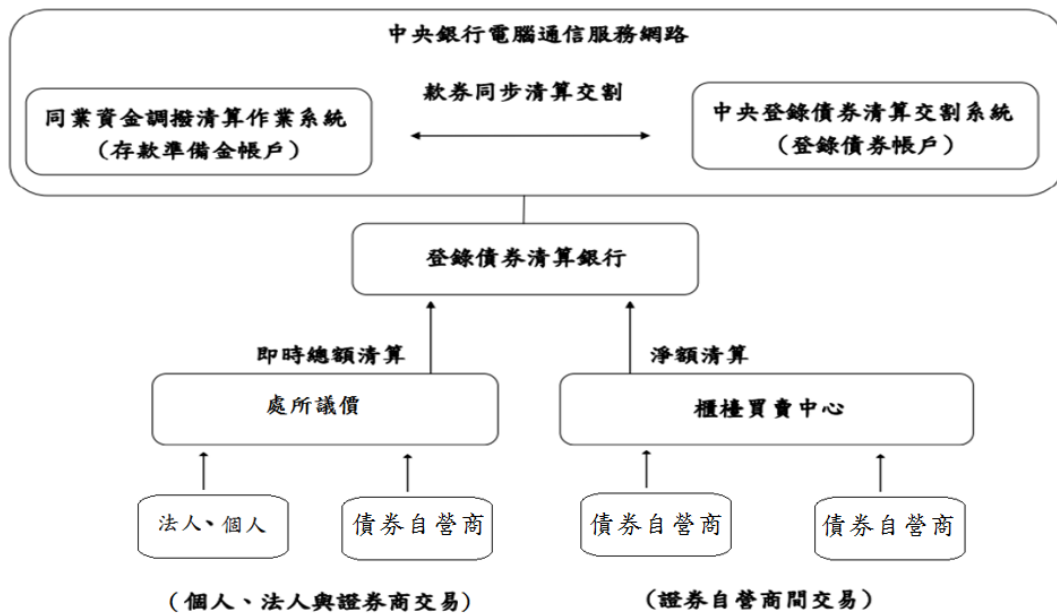 中央銀行電腦通信服務網路
款券同步清算交割
同業資金調撥清算作業系統
（存款準備金帳戶）
中央登錄債券清算交割系統
（登錄債券帳戶）
登錄債券清算銀行
即時總額清算
淨額清算
處所議價
櫃檯買賣中心
法人、個人
債券自營商
債券自營商
債券自營商
（個人、法人與證券商交易）
（證券自營商間交易）